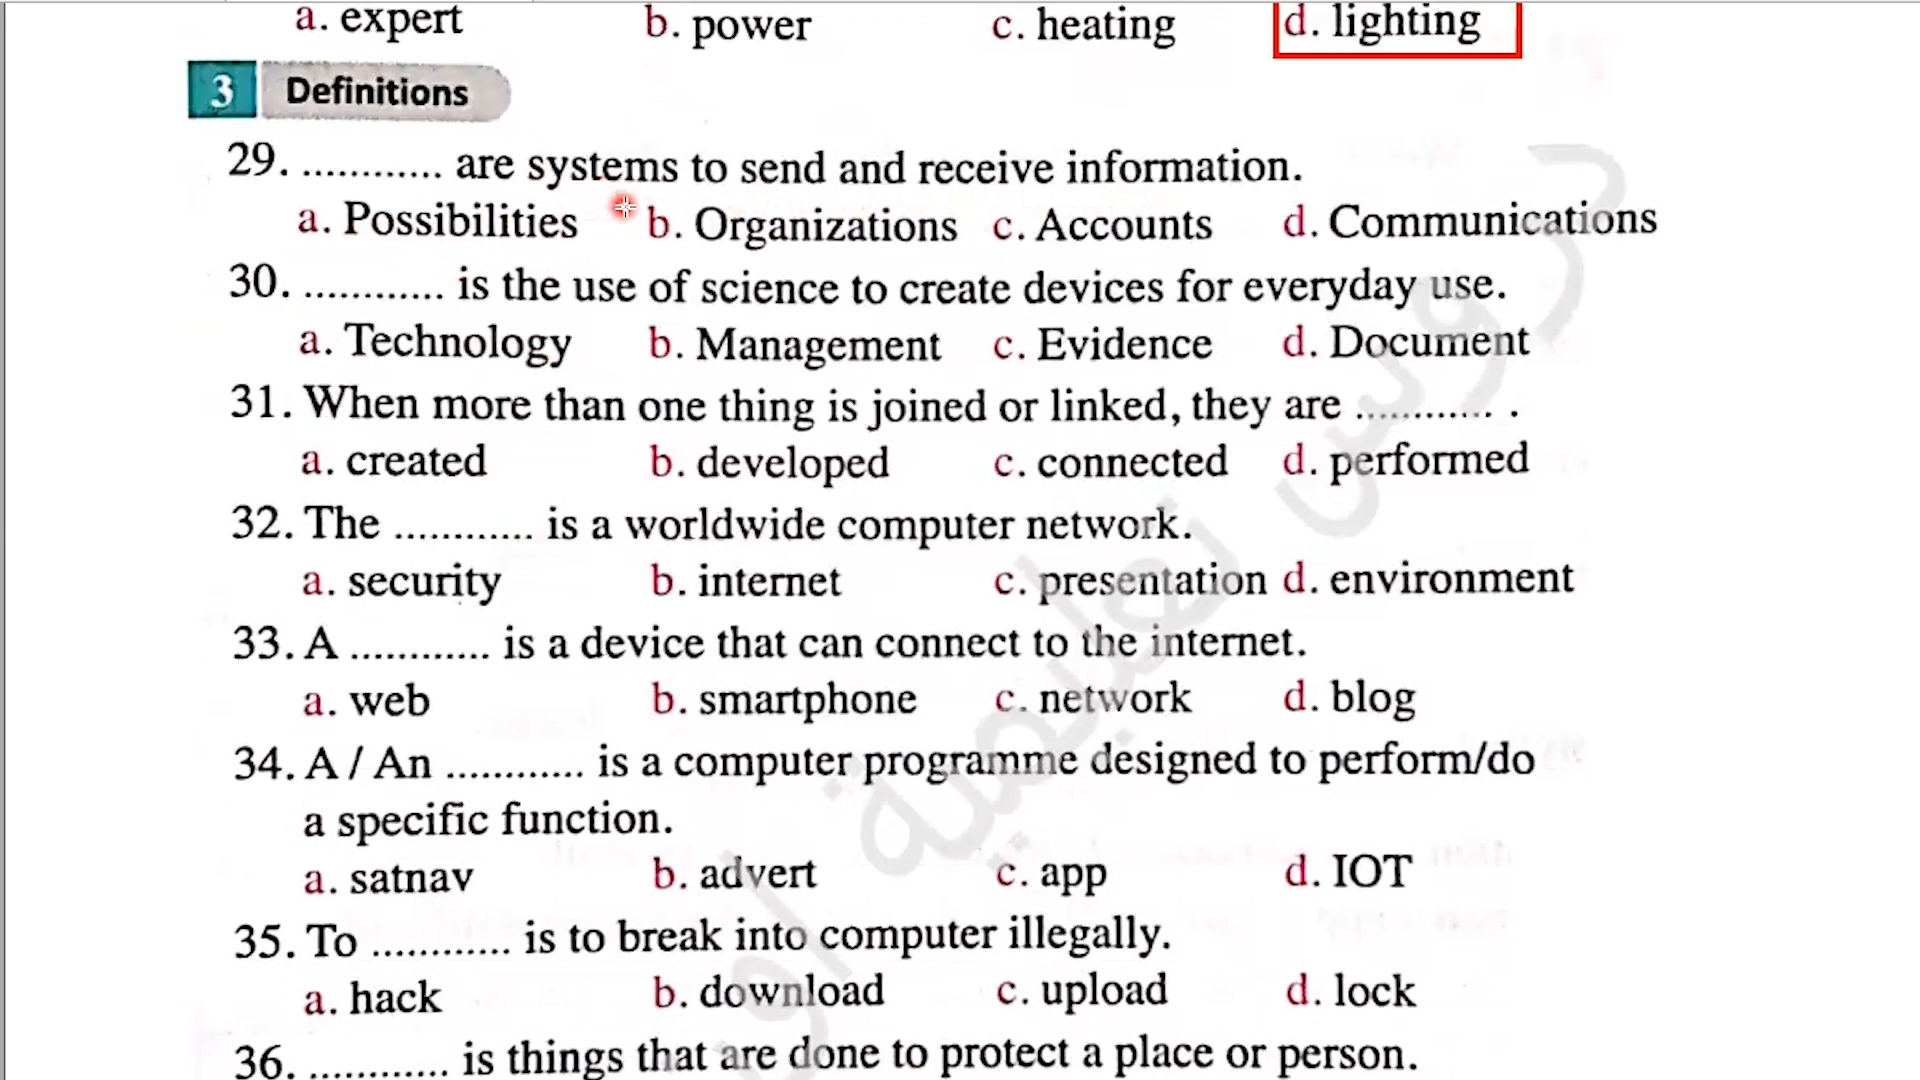 a. expert b. power c. heating d. lighting
3 Definitions
29. ............ are systems to send and receive information.
a. Possibilities b. Organizations c. Accounts d. Communications
30. ............ is the use of science to create devices for everyday use.
a. Technology b. Management c. Evidence d. Document
31. When more than one thing is joined or linked, they are ............ .
a. created b. developed c. connected d. performed
32. The ............ is a worldwide computer network.
a. security b. internet c. presentation d. environment
33. A ............ is a device that can connect to the internet.
a. web b. smartphone c. network d. blog
34. A / An ............ is a computer programme designed to perform/do
a specific function.
a. satnav b. advert c. app d. IOT
35. To ............ is to break into computer illegally.
a. hack b. download c. upload d. lock
36. ............ is things that are done to protect a place or person.
دروس تعليمية